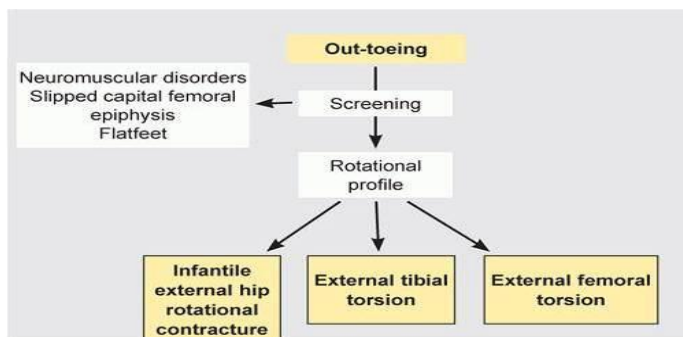 Out-toeing
Neuromuscular disorders
Slipped capital femoral
epiphysis
Flatfeet
Screening
Rotational
profile
Infantile
external hip
rotational
contracture
External tibial
torsion
External femoral
torsion